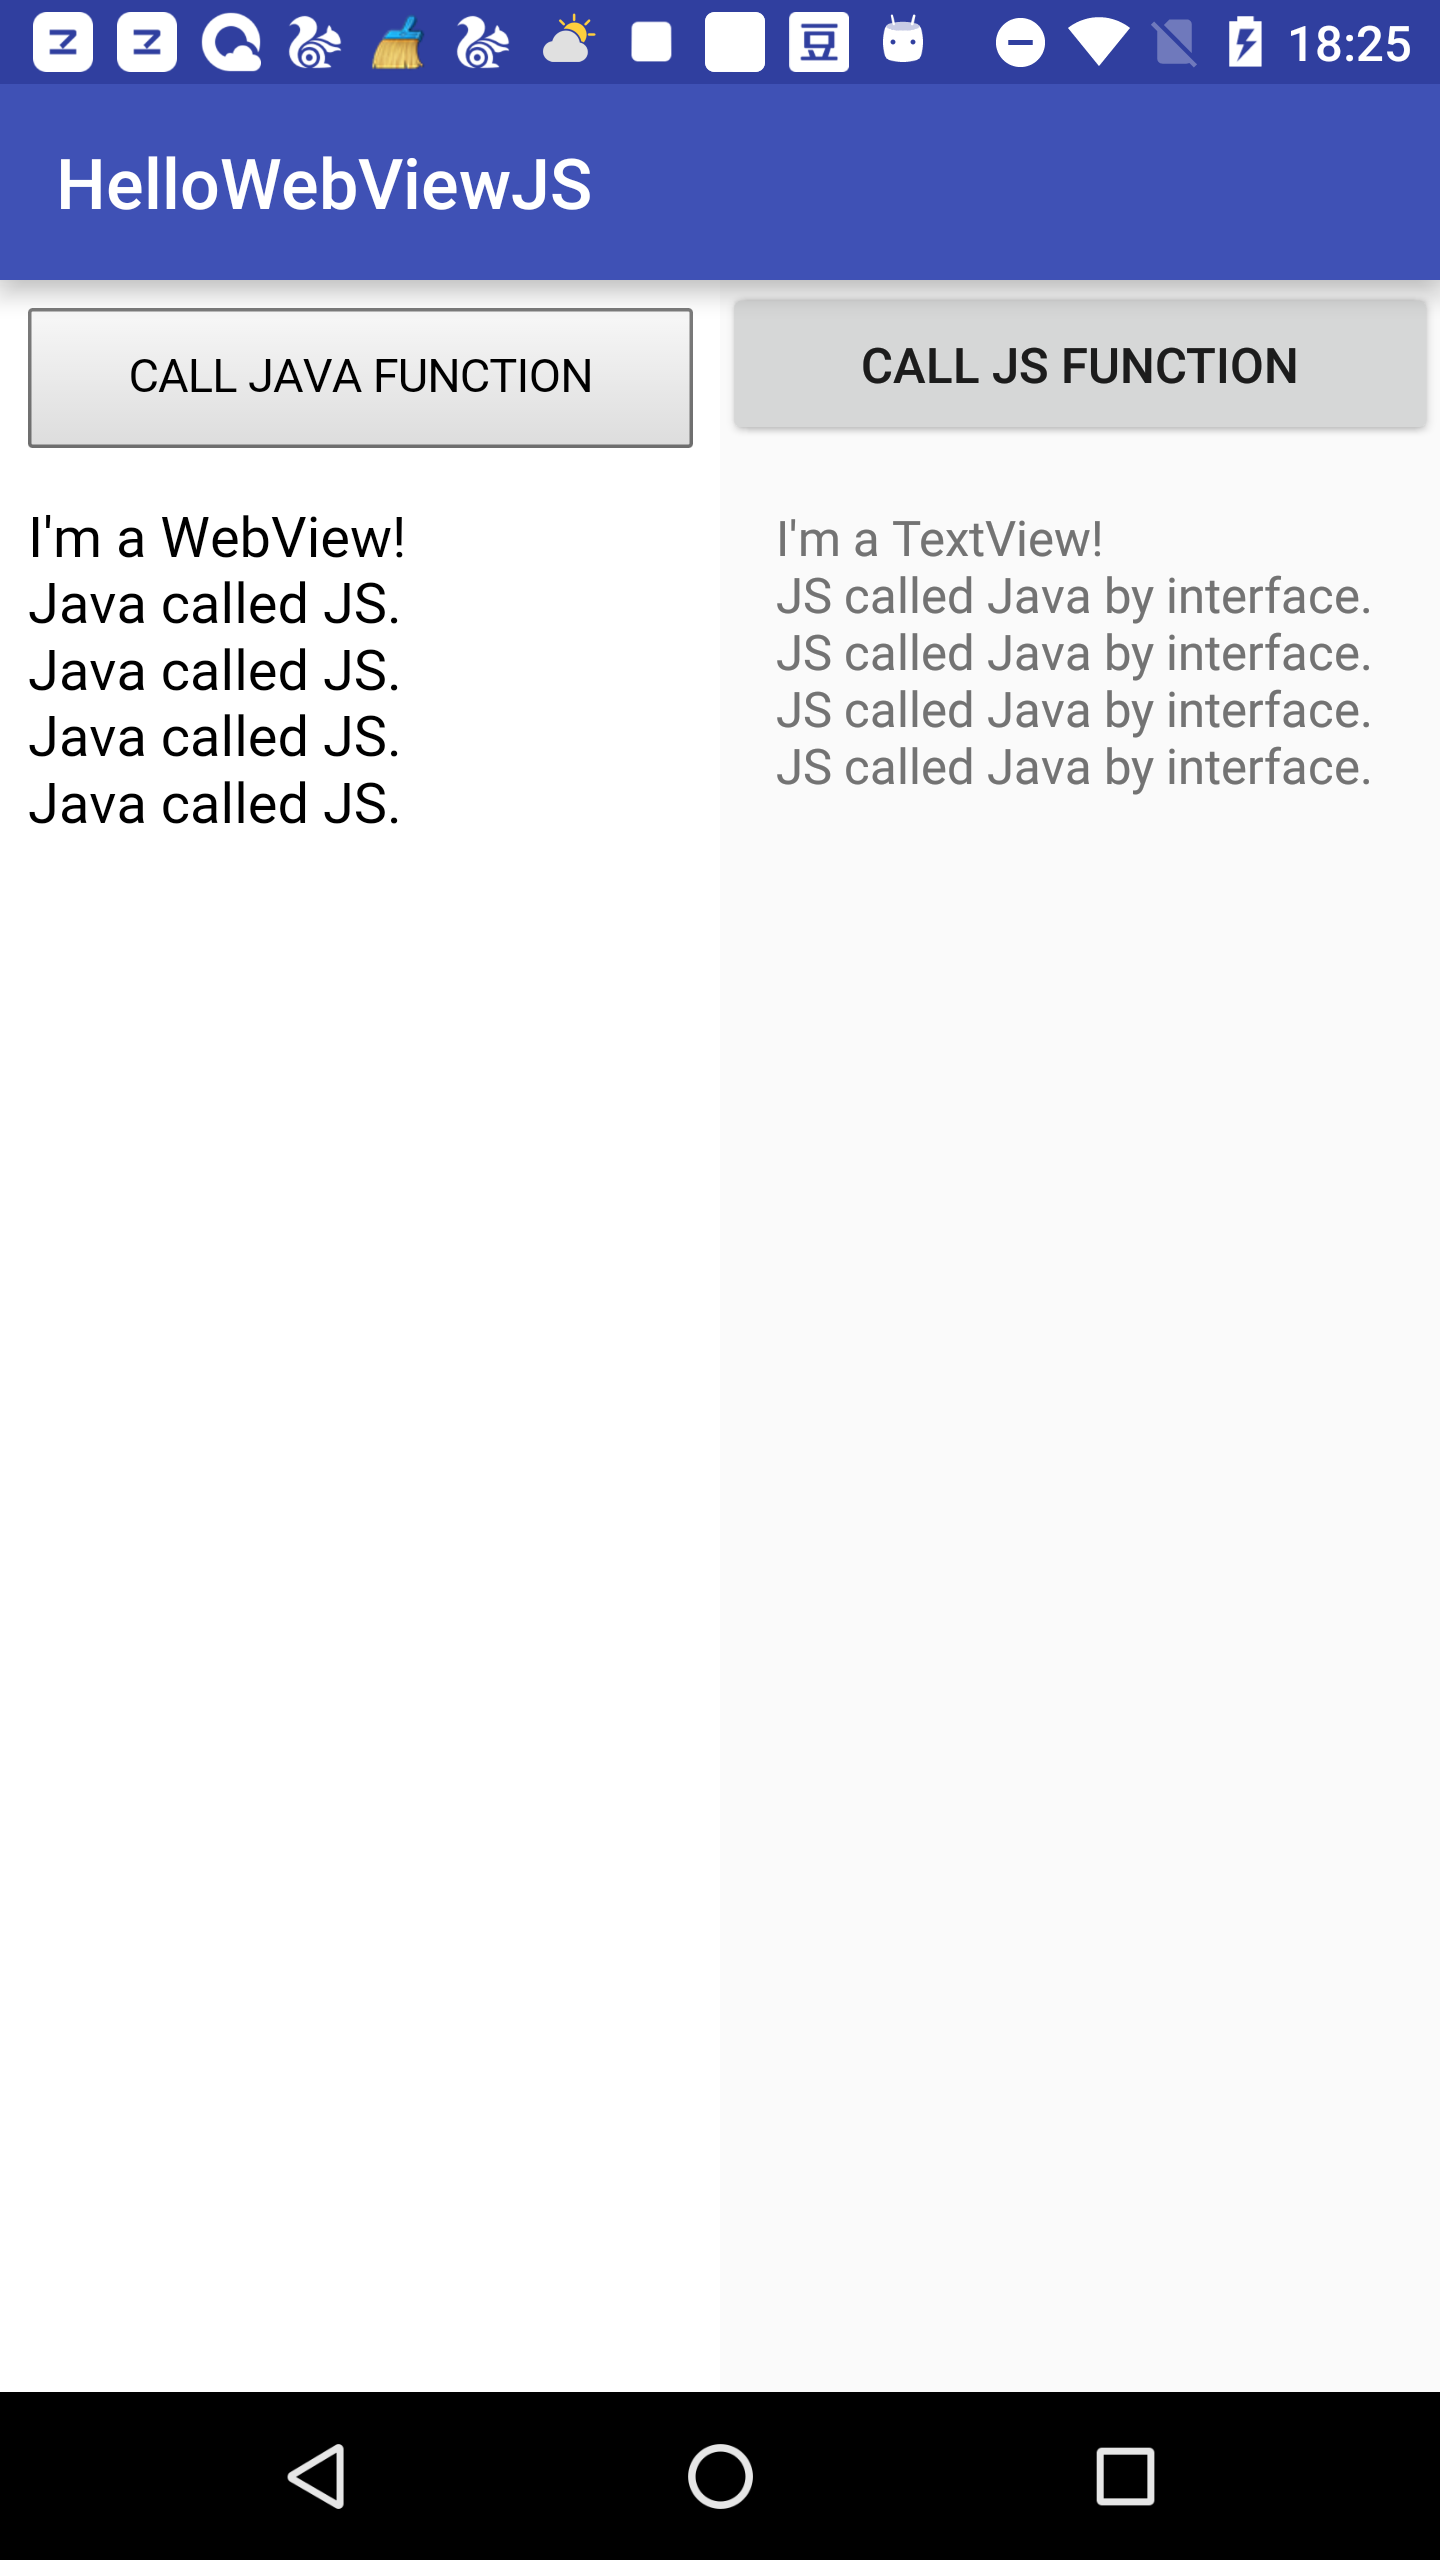 豆
18:25
HelloWebViewJS
CALL JAVA FUNCTION
CALL JS FUNCTION
I'm a WebView!
Java called JS.
Java called JS.
Java called JS.
Java called JS.
I'm a TextView!
JS called Java by interface.
JS called Java by interface.
JS called Java by interface.
JS called Java by interface.